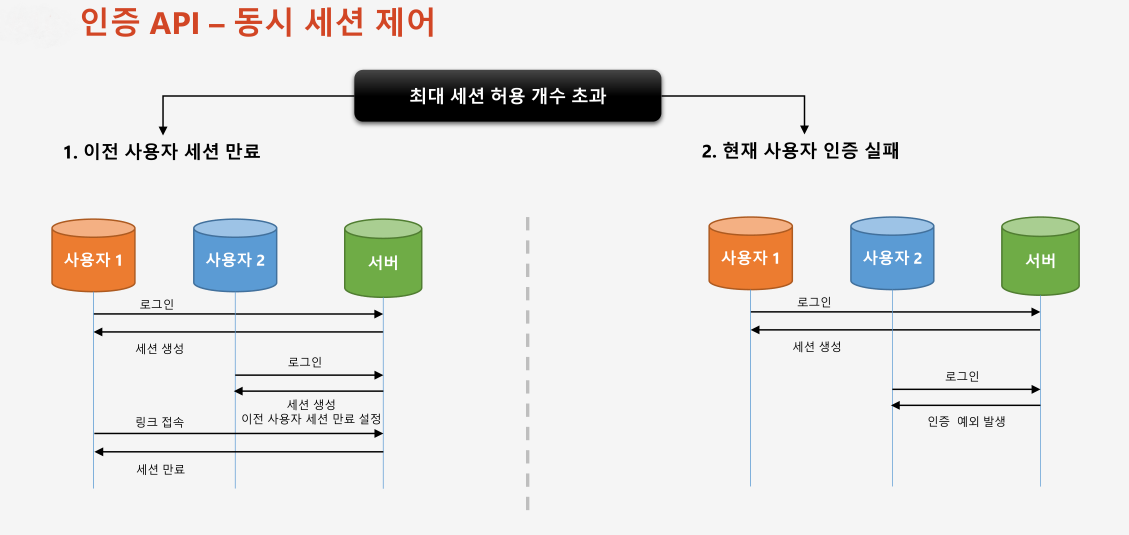 인증 API – 동시 세션 제어
최대 세션 허용 개수 초과
1. 이전 사용자 세션 만료
2. 현재 사용자 인증 실패
사용자 1
사용자 2
서버
로그인
세션 생성
로그인
세션 생성
이전 사용자 세션 만료 설정
링크 접속
세션 만료
사용자 1
사용자 2
서버
로그인
세션 생성
로그인
인증  예외 발생